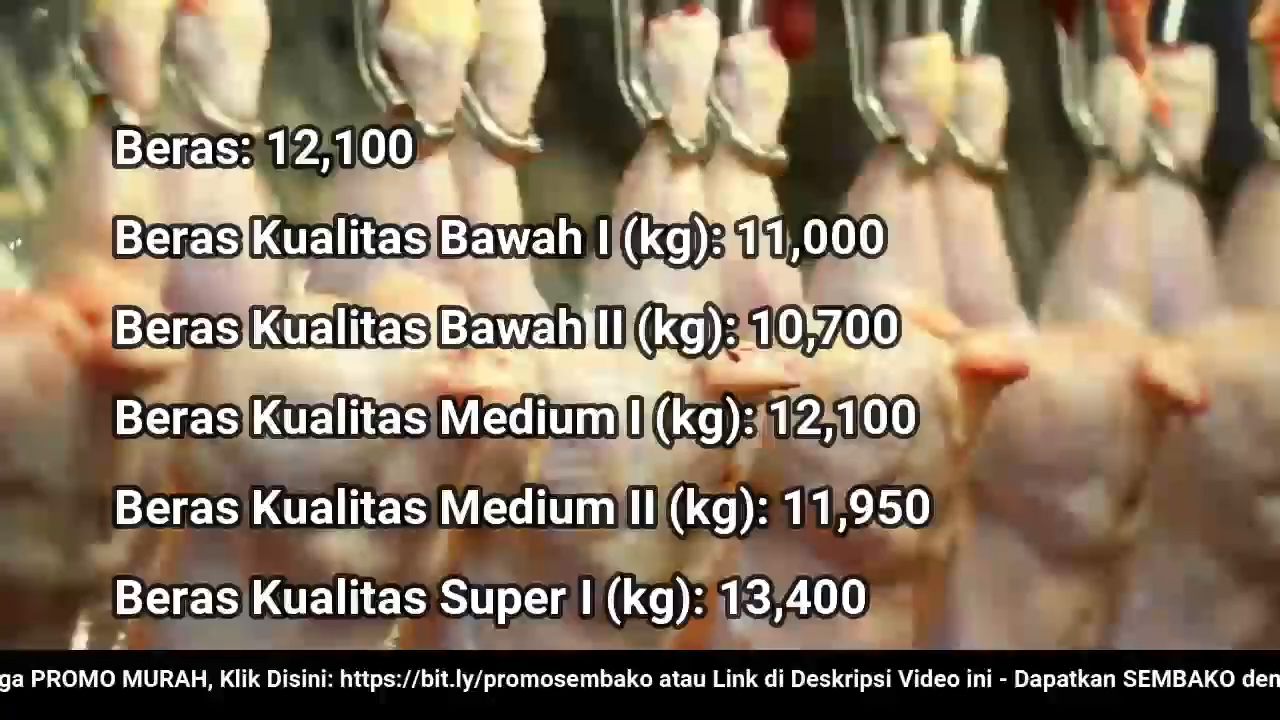 Beras: 12,100
Beras Kualitas Bawah I (kg): 11,000
Beras Kualitas Bawah II (kg): 10,700
Beras Kualitas Medium I (kg): 12,100
Beras Kualitas Medium II (kg): 11,950
Beras Kualitas Super I (kg): 13,400
ga PROMO MURAH, Klik Disini: https://bit.ly/promosembako atau Link di Deskripsi Video ini - Dapatkan SEMBAKO den